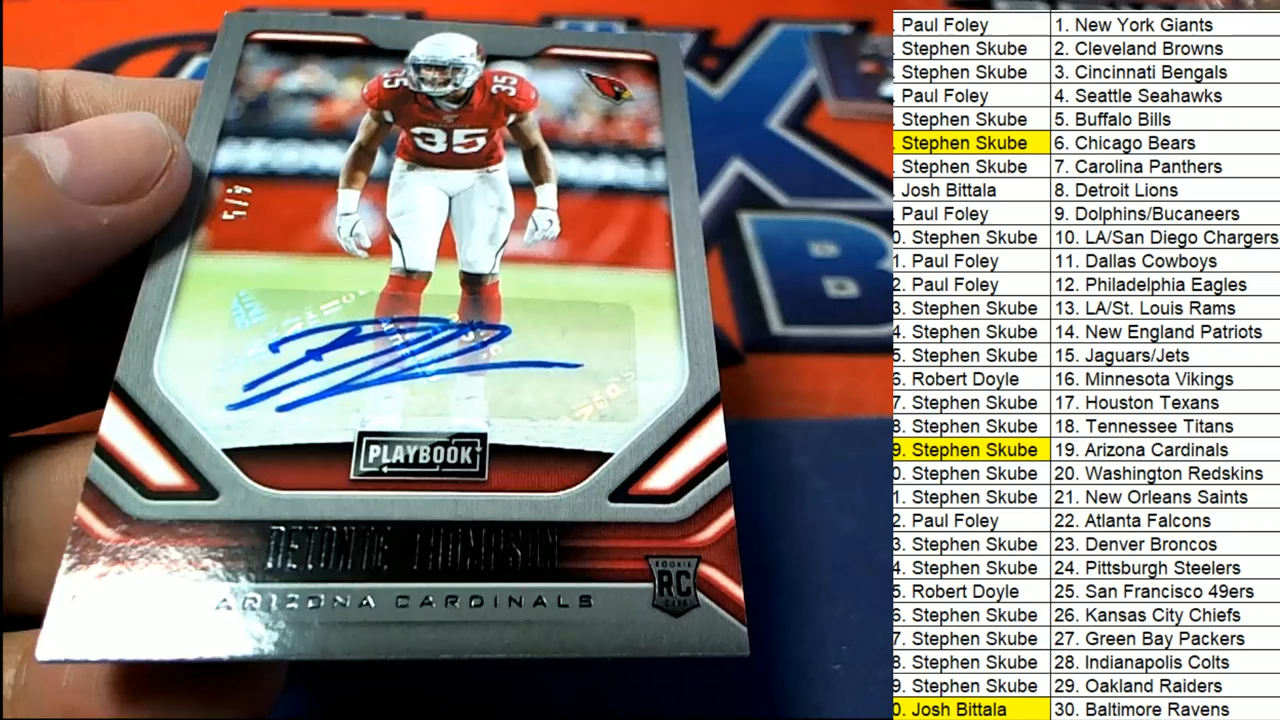 35
35
35
5/5
PLAYBOOK
DEIONTE THOMPSON
ROOKIE
RC
CARD
ARIZONA CARDINALS
B
. Paul Foley 1. New York Giants
. Stephen Skube 2. Cleveland Browns
. Stephen Skube 3. Cincinnati Bengals
. Paul Foley 4. Seattle Seahawks
. Stephen Skube 5. Buffalo Bills
. Stephen Skube 6. Chicago Bears
. Stephen Skube 7. Carolina Panthers
. Josh Bittala 8. Detroit Lions
. Paul Foley 9. Dolphins/Bucaneers
0. Stephen Skube 10. LA/San Diego Chargers
1. Paul Foley 11. Dallas Cowboys
2. Paul Foley 12. Philadelphia Eagles
3. Stephen Skube 13. LA/St. Louis Rams
4. Stephen Skube 14. New England Patriots
5. Stephen Skube 15. Jaguars/Jets
6. Robert Doyle 16. Minnesota Vikings
7. Stephen Skube 17. Houston Texans
8. Stephen Skube 18. Tennessee Titans
9. Stephen Skube 19. Arizona Cardinals
0. Stephen Skube 20. Washington Redskins
1. Stephen Skube 21. New Orleans Saints
2. Paul Foley 22. Atlanta Falcons
3. Stephen Skube 23. Denver Broncos
4. Stephen Skube 24. Pittsburgh Steelers
5. Robert Doyle 25. San Francisco 49ers
6. Stephen Skube 26. Kansas City Chiefs
7. Stephen Skube 27. Green Bay Packers
8. Stephen Skube 28. Indianapolis Colts
9. Stephen Skube 29. Oakland Raiders
0. Josh Bittala 30. Baltimore Ravens